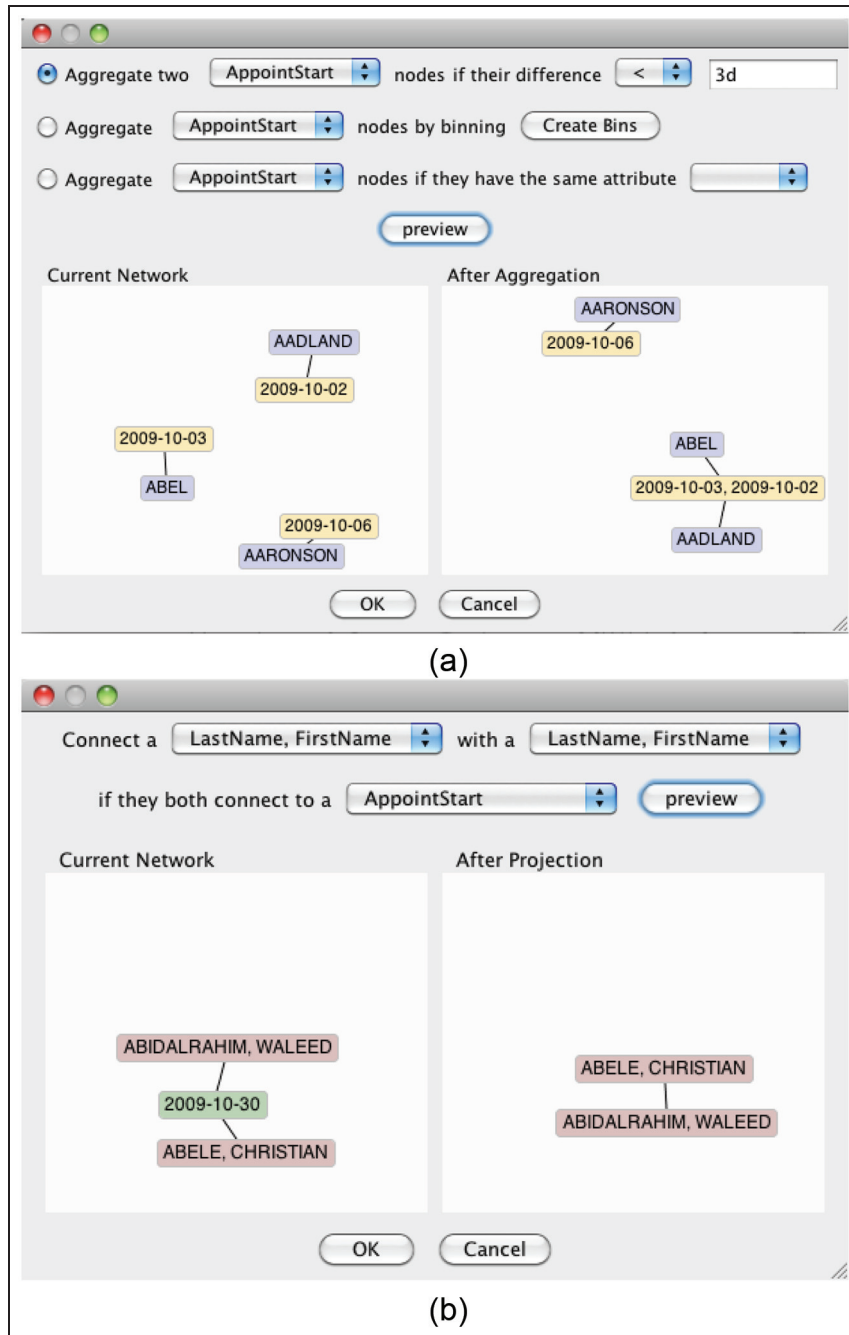 Aggregate two AppointStart nodes if their difference < 3d
Aggregate AppointStart nodes by binning Create Bins
Aggregate AppointStart nodes if they have the same attribute
preview
Current Network
AADLAND
2009-10-02
2009-10-03
ABEL
2009-10-06
AARONSON
After Aggregation
AARONSON
2009-10-06
ABEL
2009-10-03, 2009-10-02
AADLAND
OK Cancel
(a)
Connect a LastName, FirstName with a LastName, FirstName
if they both connect to a AppointStart preview
Current Network
ABIDALRAHIM, WALEED
2009-10-30
ABELE, CHRISTIAN
After Projection
ABELE, CHRISTIAN
ABIDALRAHIM, WALEED
OK Cancel
(b)